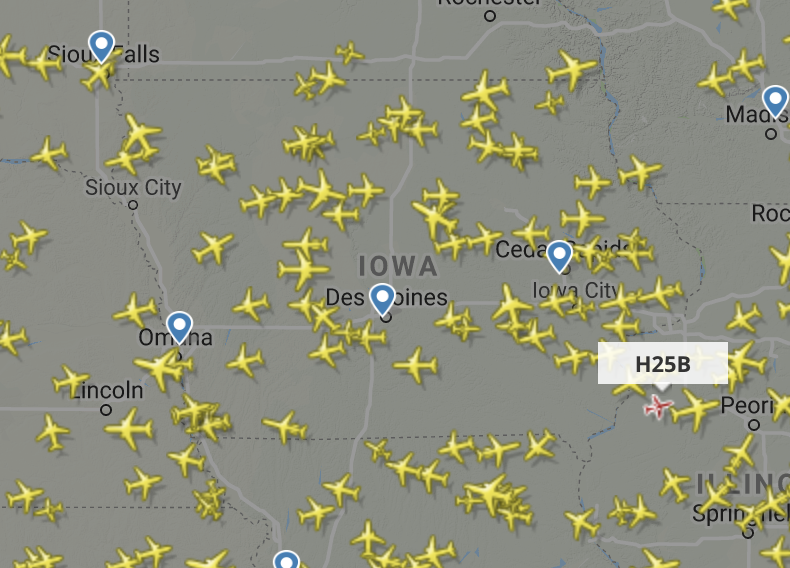 Rochester
Sioux Falls
Madis
Sioux City
Roc
Cedar Rapids
IOWA
Iowa City
Des Moines
Omaha
H25B
Lincoln
Peori
ILLINO
Springfiel